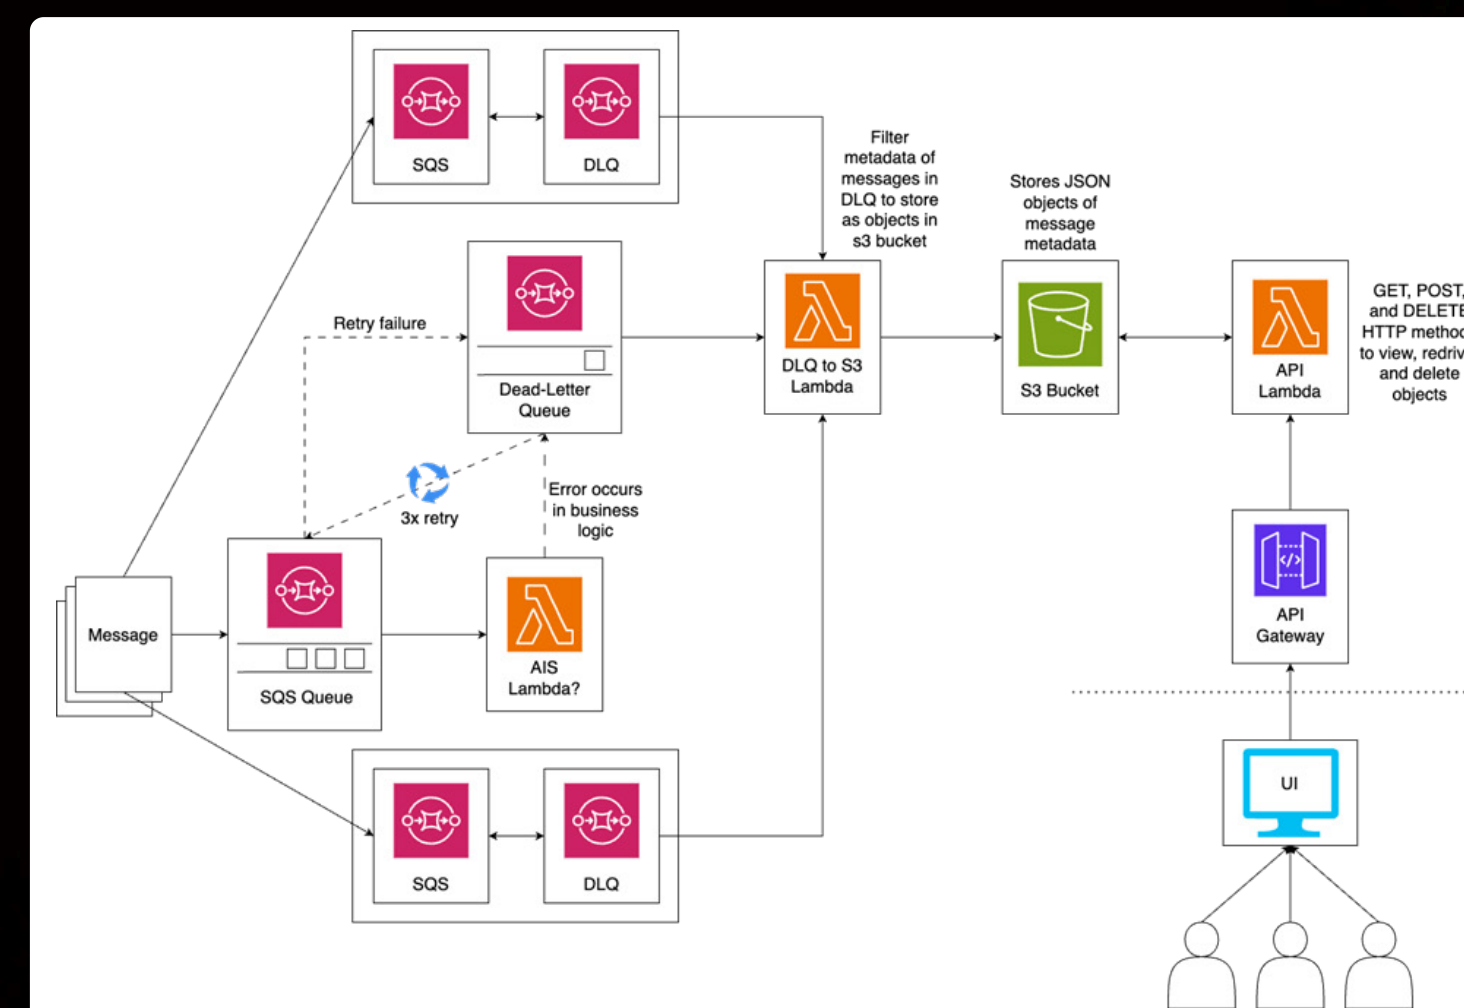 SQS
DLQ
Filter
metadata of
messages in
DLQ to store
as objects in
s3 bucket
Stores JSON
objects of
message
metadata
Retry failure
Dead-Letter
Queue
DLQ to S3
Lambda
S3 Bucket
API
Lambda
GET, POST,
and DELETE
HTTP method
to view, redriv
and delete
objects
3x retry
Error occurs
in business
logic
Message
SQS Queue
AIS
Lambda?
API
Gateway
SQS
DLQ
UI